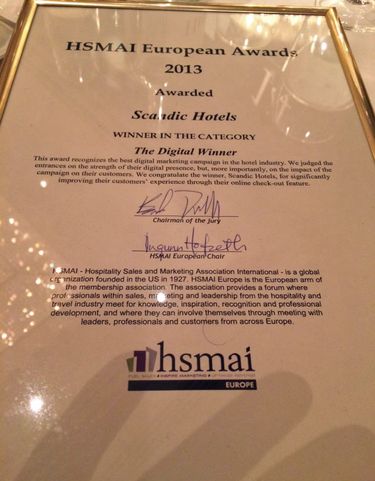 HSMAI European Awards
2013
Awarded
Scandic Hotels
WINNER IN THE CATEGORY
The Digital Winner
This award recognizes the best digital marketing campaign in the hotel industry. We judged the
entrances on the strength of their digital presence, but, more importantly, on the impact of the
campaign on their customers. We congratulate the winner, Scandic Hotels, for significantly
improving their customers' experience through their online check-out feature.
Chairman of the Jury
HSMAI European Chair
HSMAI - Hospitality Sales and Marketing Association International - is a global
organization founded in the US in 1927. HSMAI Europe is the European arm of
the membership association. The association provides a forum where
professionals within sales, marketing and leadership from the hospitality and
travel industry meet for knowledge, inspiration, recognition and professional
development, and where they can involve themselves through meeting with
leaders, professionals and customers from across Europe.
hsmai
EUROPE